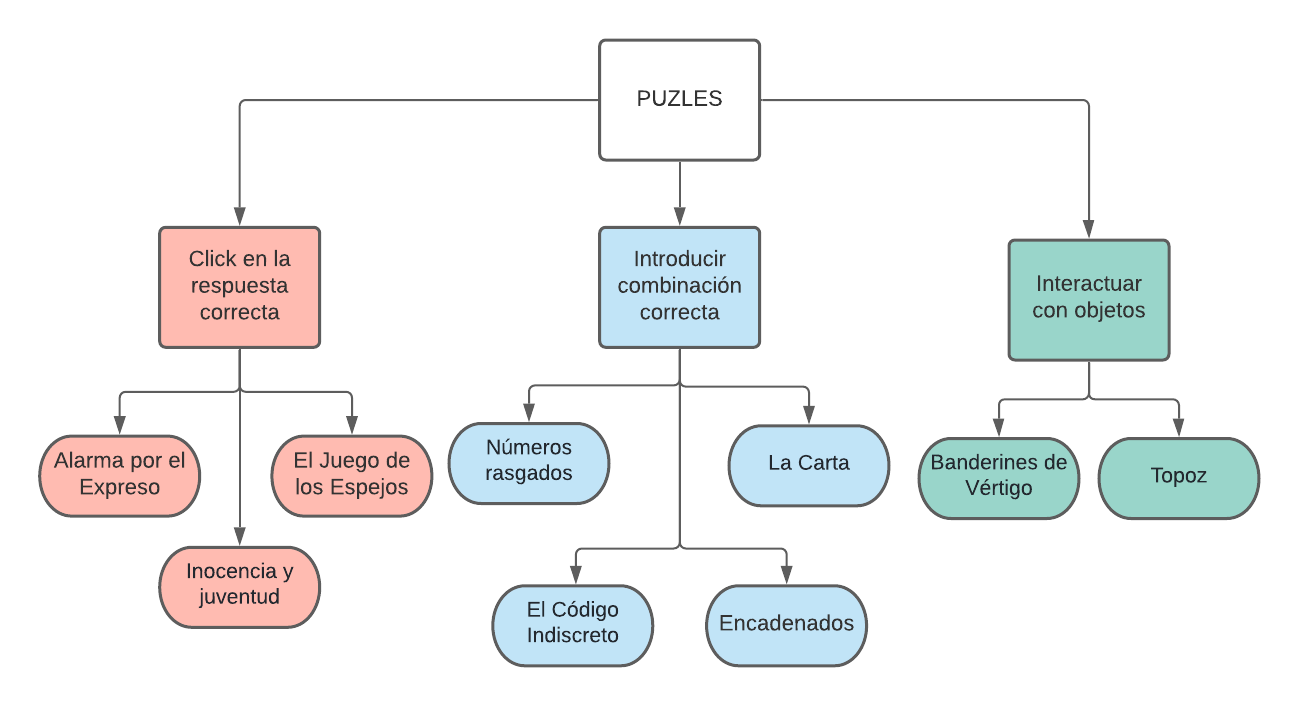 PUZLES
Click en la
respuesta
correcta
Introducir
combinación
correcta
Interactuar
con objetos
Alarma por el
Expreso
El Juego de
los Espejos
Inocencia y
juventud
Números
rasgados
La Carta
El Código
Indiscreto
Encadenados
Banderines de
Vértigo
Topoz